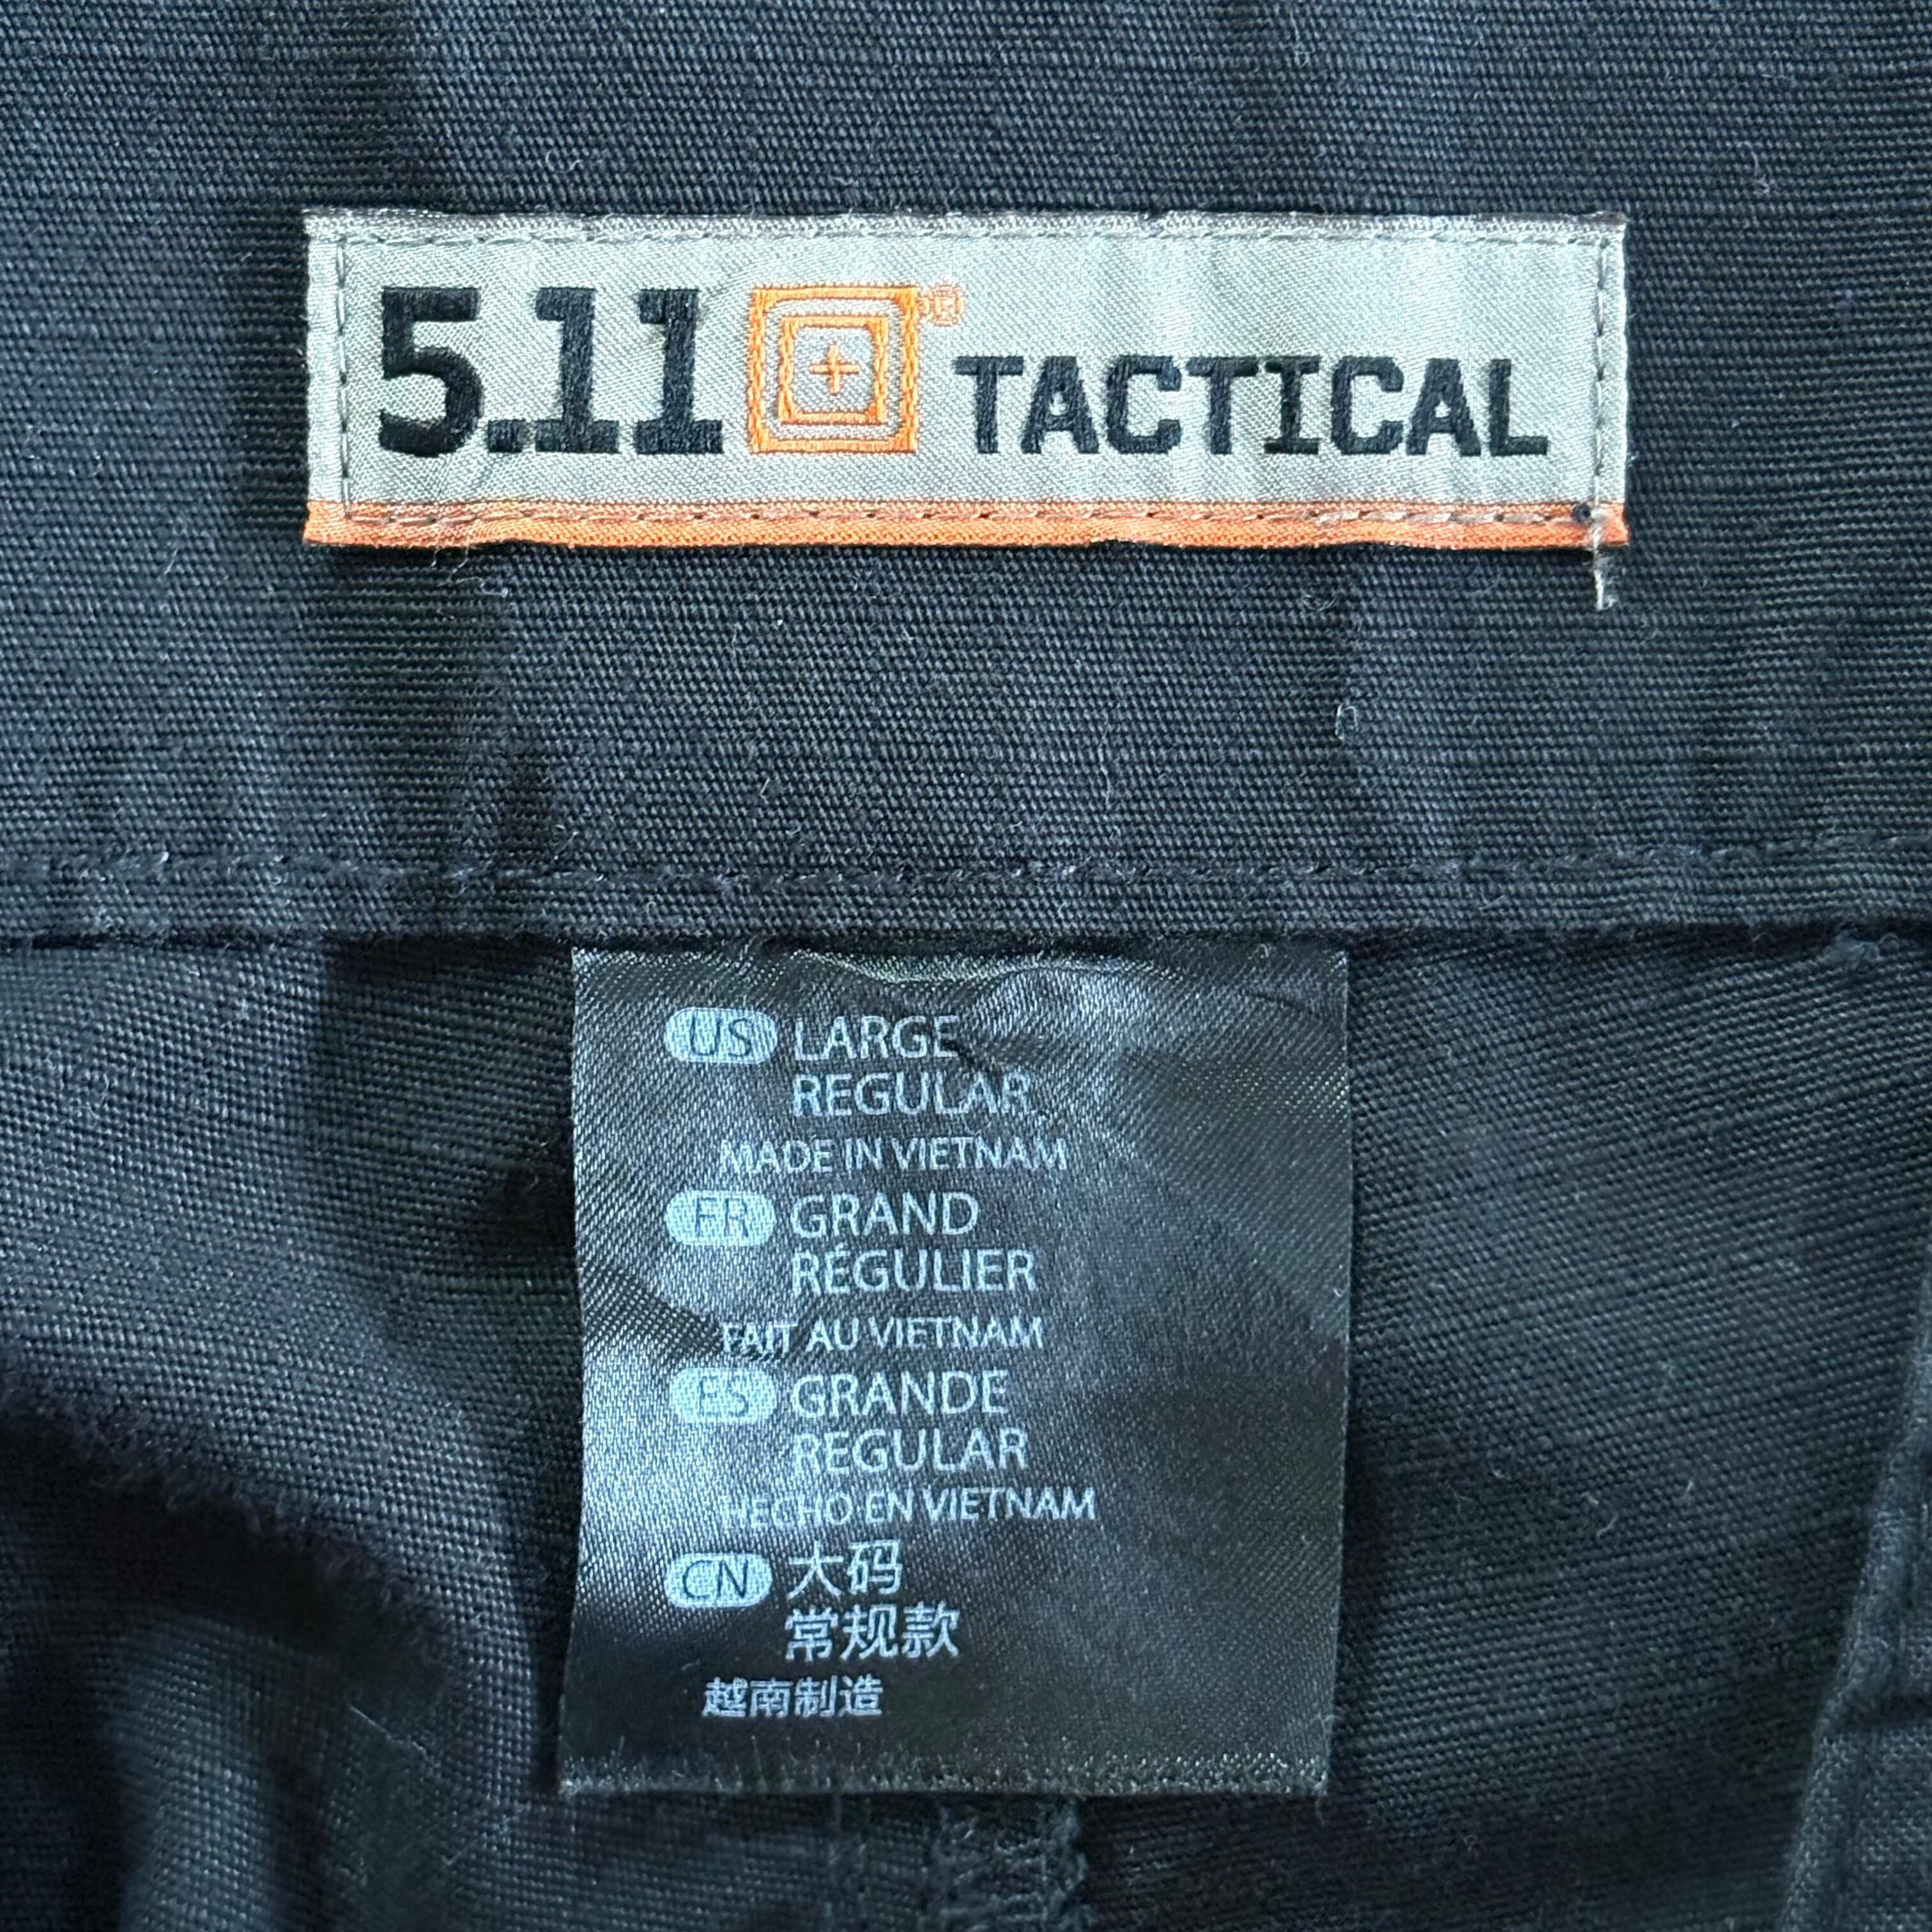 5.11 ® TACTICAL
US LARGE
REGULAR
MADE IN VIETNAM
FR GRAND
RÉGULIER
FAIT AU VIETNAM
ES GRANDE
REGULAR
HECHO EN VIETNAM
CN 大码
常规款
越南制造